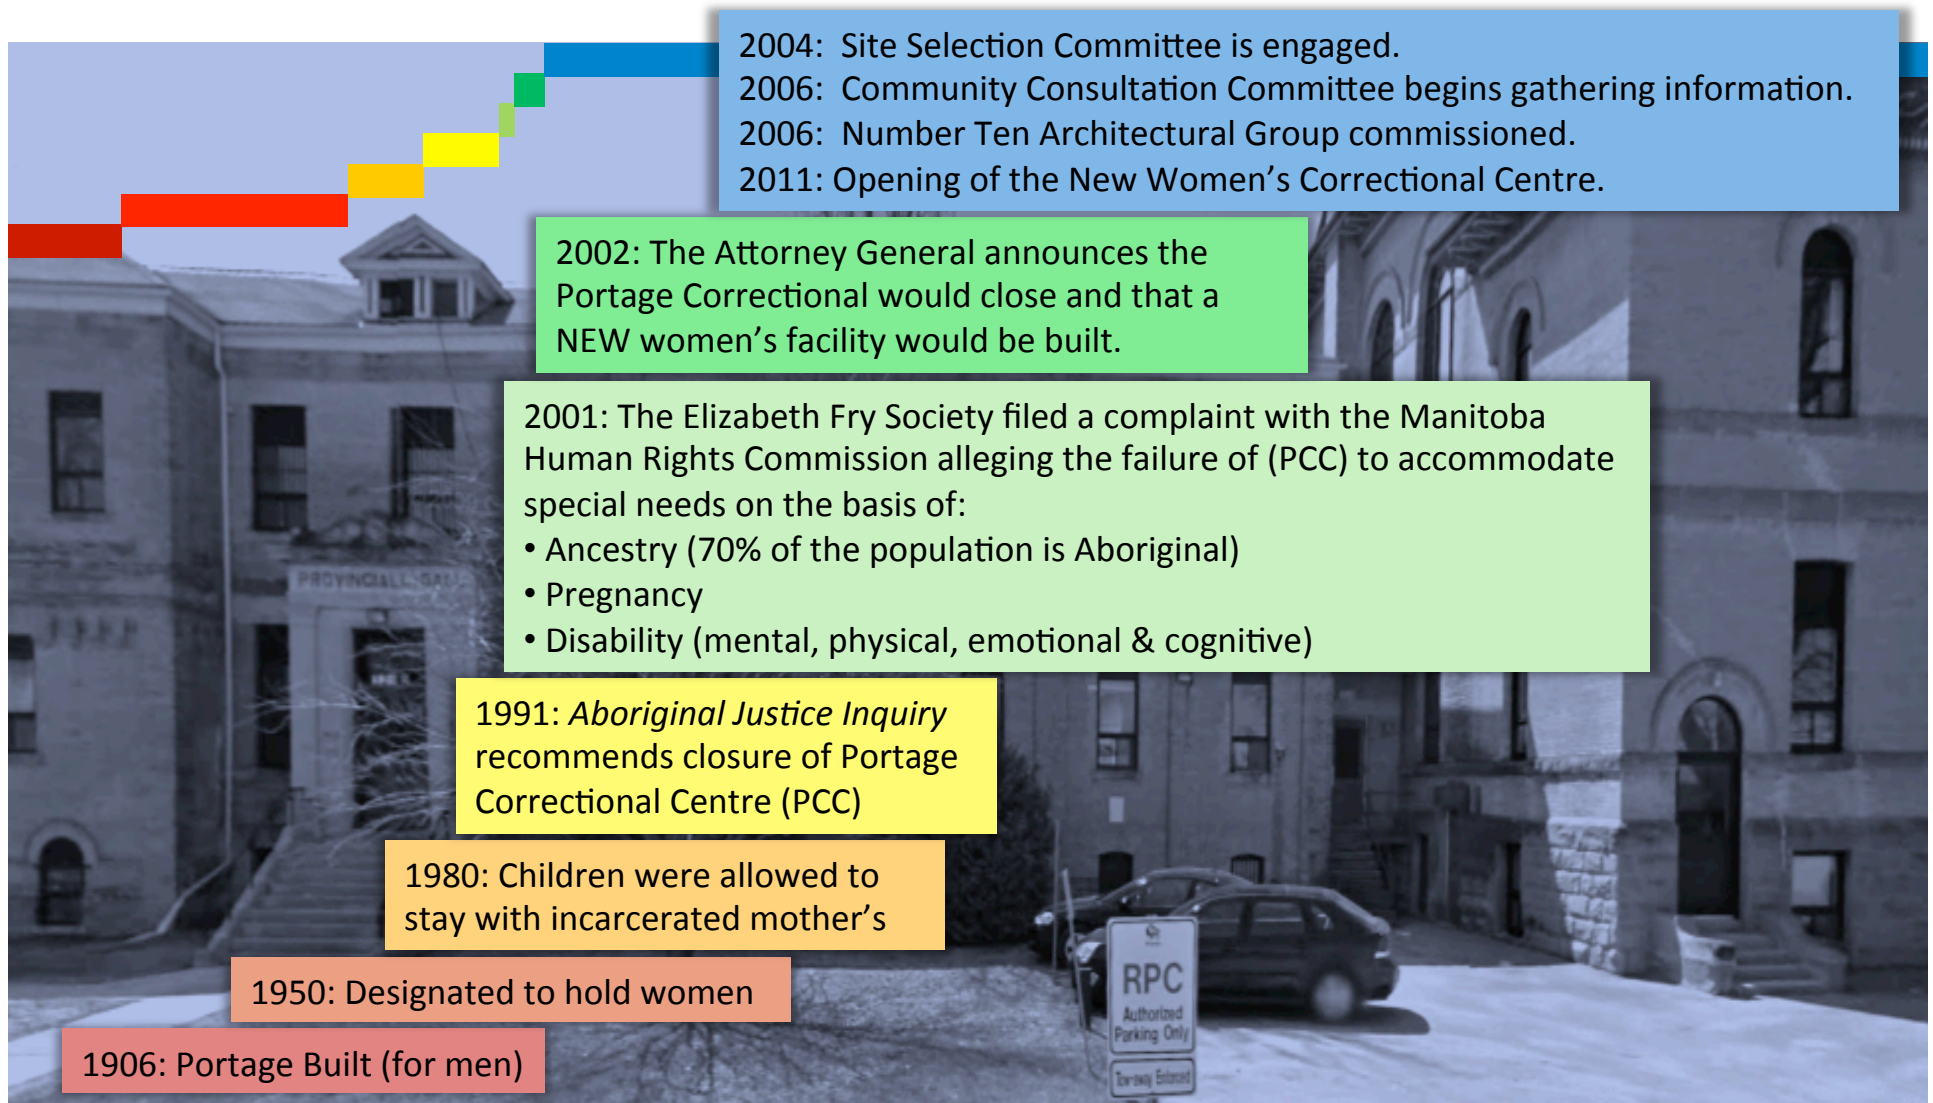 2004: Site Selection Committee is engaged.
2006: Community Consultation Committee begins gathering information.
2006: Number Ten Architectural Group commissioned.
2011: Opening of the New Women’s Correctional Centre.
2002: The Attorney General announces the
Portage Correctional would close and that a
NEW women’s facility would be built.
2001: The Elizabeth Fry Society filed a complaint with the Manitoba
Human Rights Commission alleging the failure of (PCC) to accommodate
special needs on the basis of:
• Ancestry (70% of the population is Aboriginal)
• Pregnancy
• Disability (mental, physical, emotional & cognitive)
PROVINCIAL GAOL
1991: Aboriginal Justice Inquiry
recommends closure of Portage
Correctional Centre (PCC)
1980: Children were allowed to
stay with incarcerated mother’s
1950: Designated to hold women
1906: Portage Built (for men)
RPC
Authorized
Parking Only
Tow-away Enforced